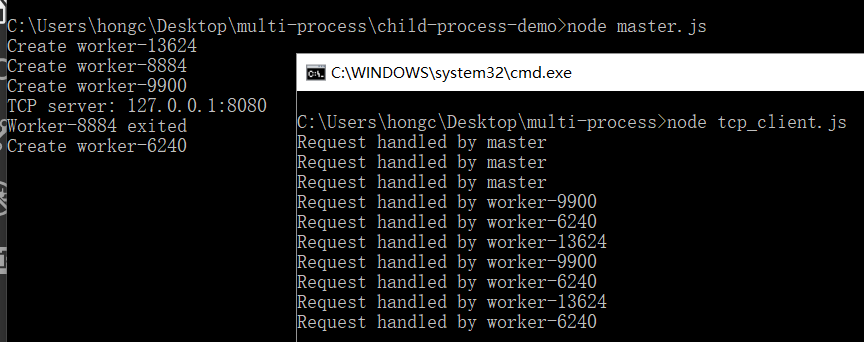 C:\Users\hongc\Desktop\multi-process\child-process-demo>node master.js
Create worker-13624
Create worker-8884
Create worker-9900
TCP server: 127.0.0.1:8080
Worker-8884 exited
Create worker-6240
C:\WINDOWS\system32\cmd.exe
C:\Users\hongc\Desktop\multi-process>node tcp_client.js
Request handled by master
Request handled by master
Request handled by master
Request handled by worker-9900
Request handled by worker-6240
Request handled by worker-13624
Request handled by worker-9900
Request handled by worker-6240
Request handled by worker-13624
Request handled by worker-6240